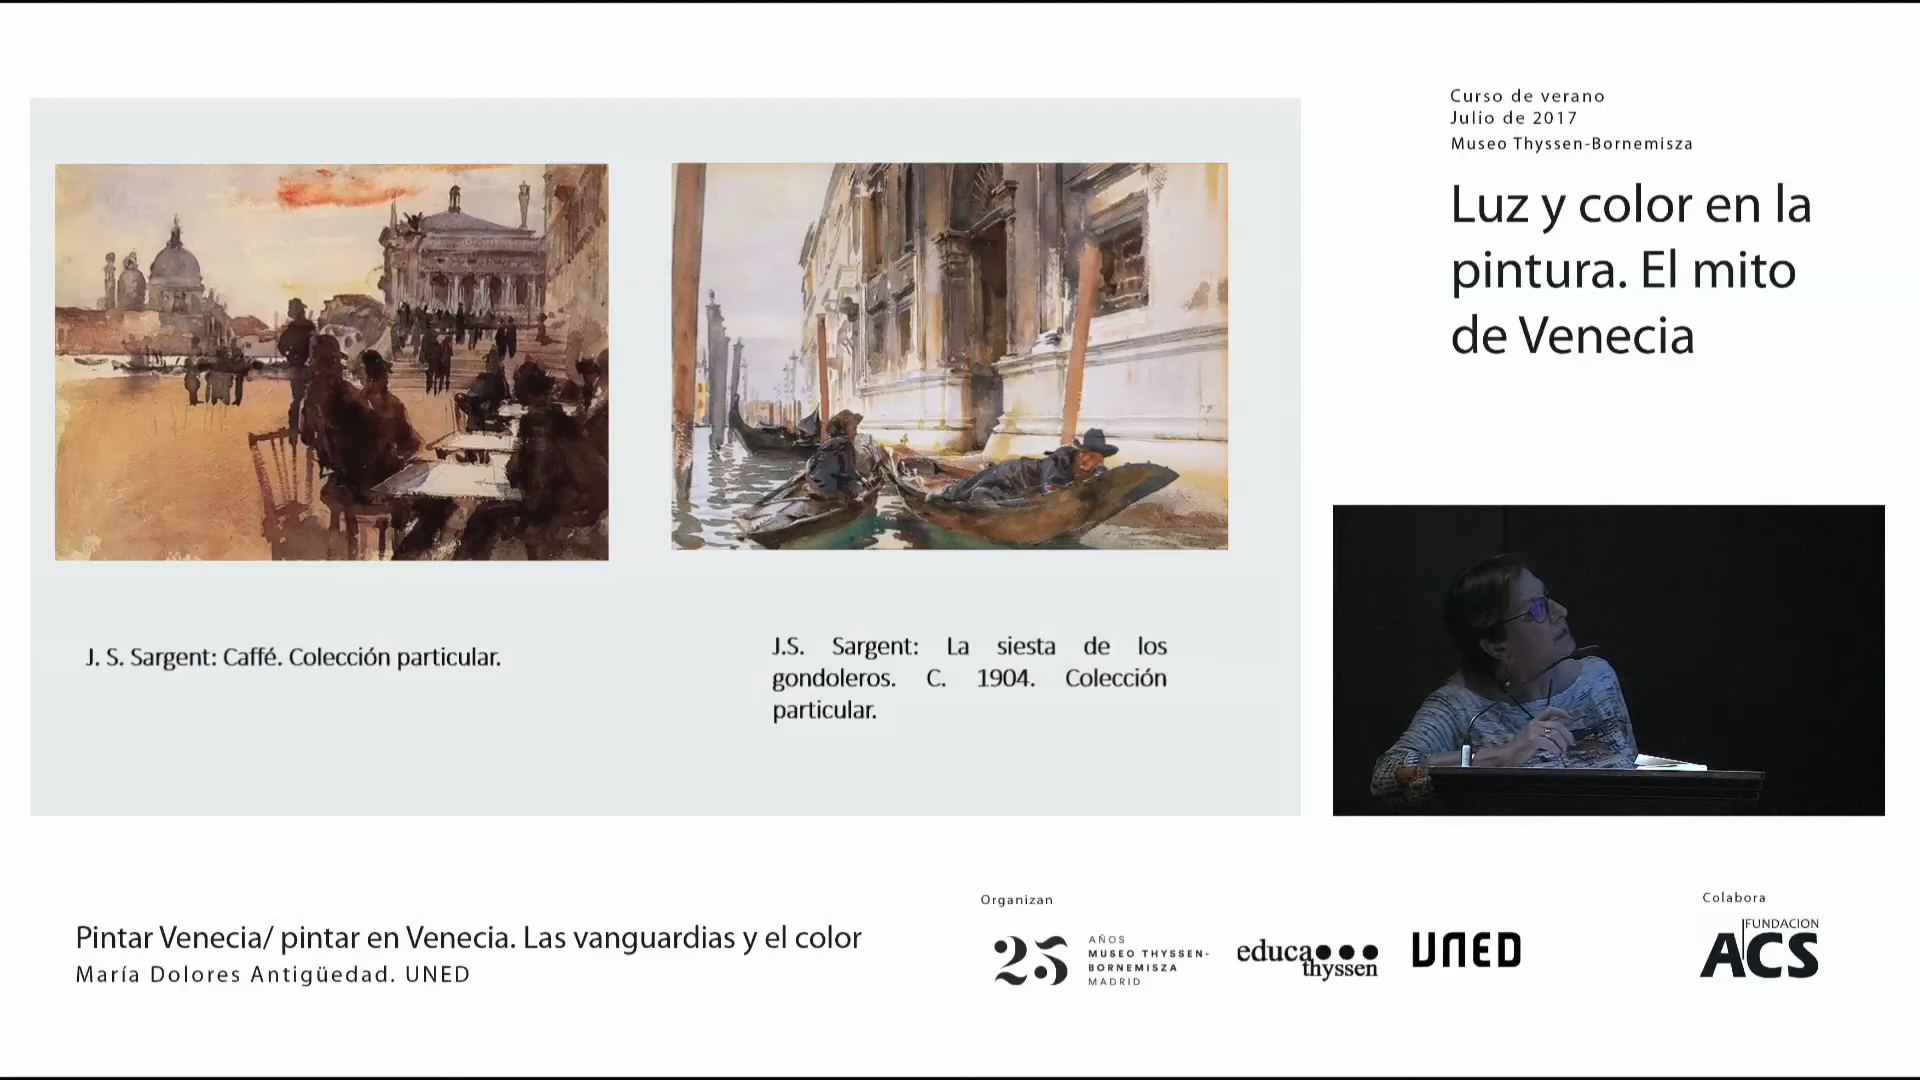 Curso de verano
Julio de 2017
Museo Thyssen-Bornemisza
Luz y color en la
pintura. El mito
de Venecia
J. S. Sargent: Caffé. Colección particular.
J.S. Sargent: La siesta de los
gondoleros. C. 1904. Colección
particular.
Pintar Venecia/ pintar en Venecia. Las vanguardias y el color
María Dolores Antigüedad. UNED
Organizan
25
AÑOS
MUSEO THYSSEN-
BORNEMISZA
MADRID
educa
thyssen
UNED
Colabora
FUNDACION
ACS